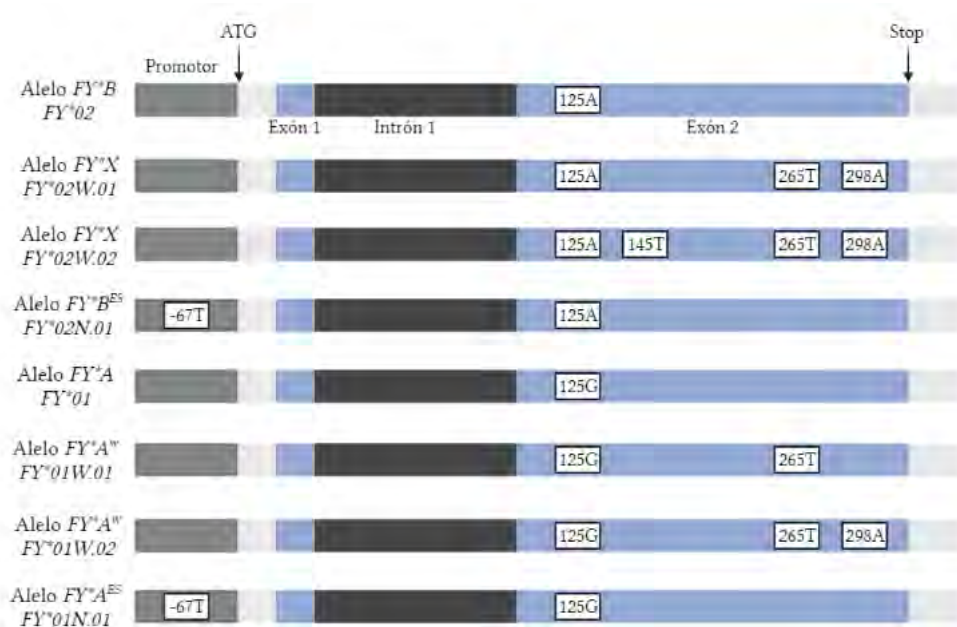 ATG
Stop
Promotor
Alelo FY*B
FY*02
125A
Exón 1
Intrón 1
Exón 2
Alelo FY*X
FY*02W.01
125A
265T
298A
Alelo FY*X
FY*02W.02
125A
145T
265T
298A
Alelo FY*B^ES
FY*02N.01
-67T
125A
Alelo FY*A
FY*01
125G
Alelo FY*A^W
FY*01W.01
125G
265T
Alelo FY*A^W
FY*01W.02
125G
265T
298A
Alelo FY*A^ES
FY*01N.01
-67T
125G